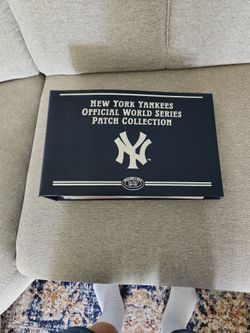 New York Yankees
Official World Series
Patch Collection
NY